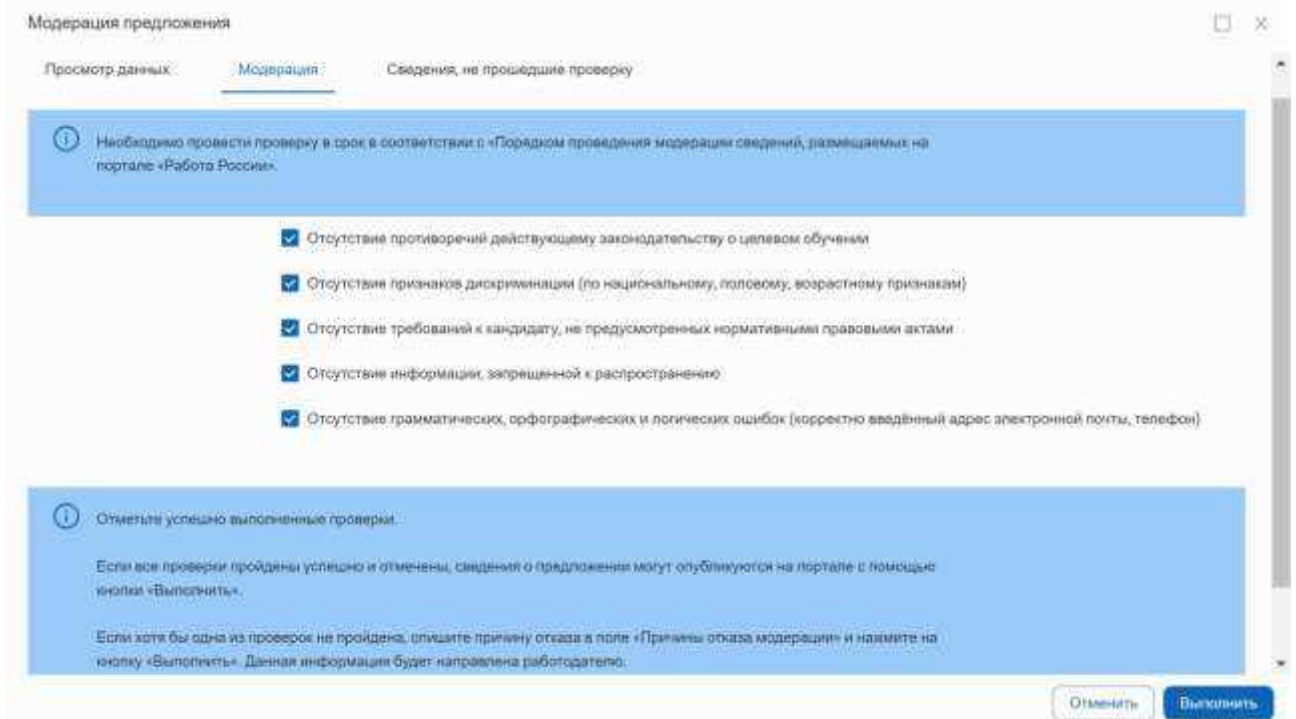 Модерация предложения
Просмотр данных Модерация Сведения, не прошедшие проверку
Необходимо провести проверку в срок в соответствии с «Порядком проведения модерации сведений, размещаемых на
портале «Работа России».
Отсутствие противоречий действующему законодательству о целевом обучении
Отсутствие признаков дискриминации (по национальному, половому, возрастному признакам)
Отсутствие требований к кандидату, не предусмотренных нормативными правовыми актами
Отсутствие информации, запрещенной к распространению
Отсутствие грамматических, орфографических и логических ошибок (корректно введённый адрес электронной почты, телефон)
Отметьте успешно выполненные проверки.
Если все проверки пройдены успешно и отмечены, сведения о предложении могут опубликуются на портале с помощью
кнопки «Выполнить».
Если хотя бы одна из проверок не пройдена, опишите причину отказа в поле «Причины отказа модерации» и нажмите на
кнопку «Выполнить». Данная информация будет направлена работодателю.
Отменить Выполнить